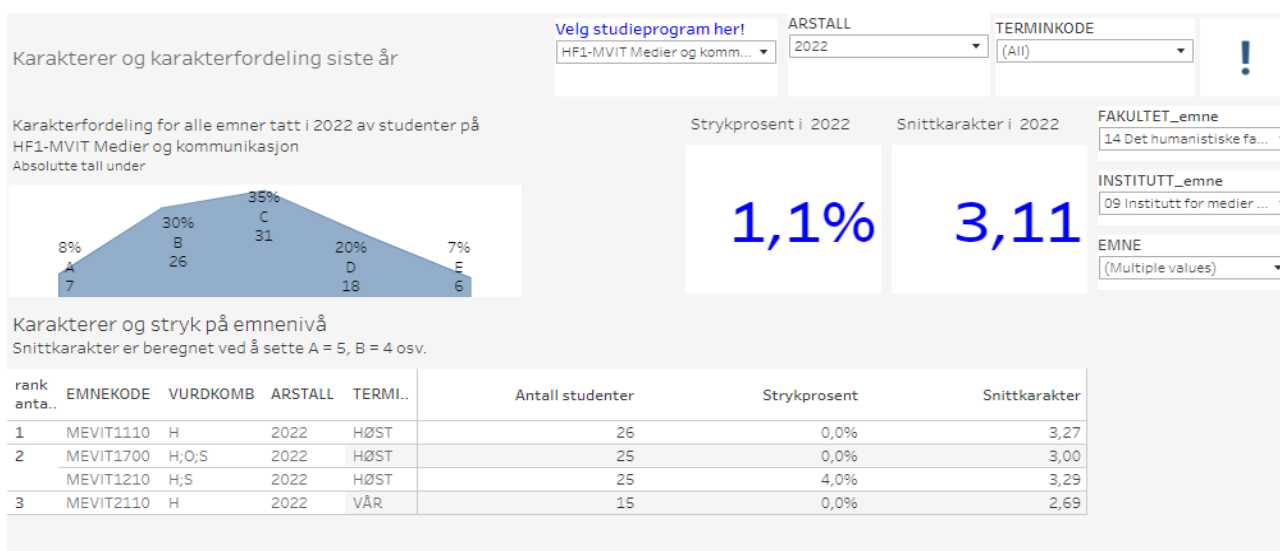 Karakterer og karakterfordeling siste år
Velg studieprogram her!
HF1-MVIT Medier og komm...
ARSTALL
2022
TERMINKODE
(All)
!
Karakterfordeling for alle emner tatt i 2022 av studenter på
HF1-MVIT Medier og kommunikasjon
Absolutte tall under
8%
A
7
30%
B
26
35%
C
31
20%
D
18
7%
E
6
Strykprosent i 2022
1,1%
Snittkarakter i 2022
3,11
FAKULTET_emne
14 Det humanistiske fa...
INSTITUTT_emne
09 Institutt for medier ...
EMNE
(Multiple values)
Karakterer og stryk på emnenivå
Snittkarakter er beregnet ved å sette A = 5, B = 4 osv.
rank
anta.. EMNEKODE VURDKOMB ARSTALL TERMI.. Antall studenter Strykprosent Snittkarakter
1 MEVIT1110 H 2022 HØST 26 0,0% 3,27
2 MEVIT1700 H;O;S 2022 HØST 25 0,0% 3,00
MEVIT1210 H;S 2022 HØST 25 4,0% 3,29
3 MEVIT2110 H 2022 VÅR 15 0,0% 2,69